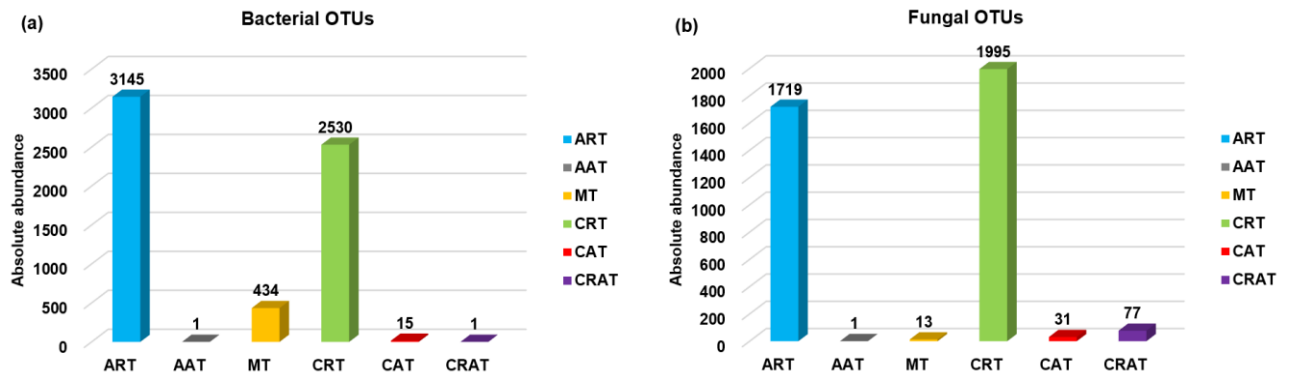 (a)
Bacterial OTUs
Absolute abundance
3500
3000
2500
2000
1500
1000
500
0
3145
1
434
2530
15
1
ART AAT MT CRT CAT CRAT
ART
AAT
MT
CRT
CAT
CRAT
(b)
Fungal OTUs
Absolute abundance
2000
1800
1600
1400
1200
1000
800
600
400
200
0
1719
1
13
1995
31
77
ART AAT MT CRT CAT CRAT
ART
AAT
MT
CRT
CAT
CRAT